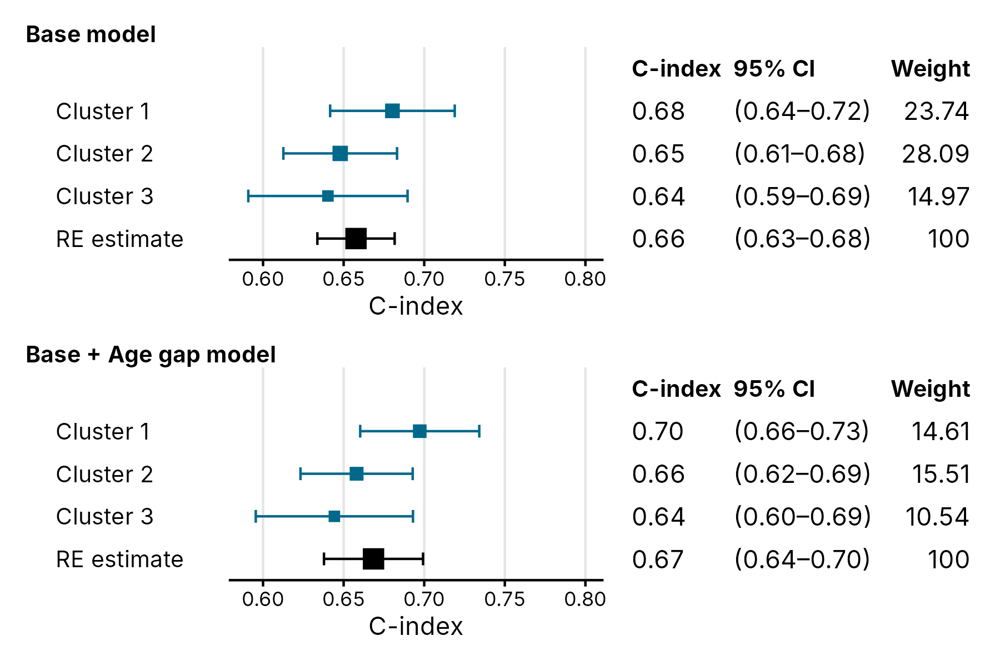 Base model
C-index 95% CI Weight
Cluster 1 0.68 (0.64–0.72) 23.74
Cluster 2 0.65 (0.61–0.68) 28.09
Cluster 3 0.64 (0.59–0.69) 14.97
RE estimate 0.66 (0.63–0.68) 100
0.60 0.65 0.70 0.75 0.80
C-index
Base + Age gap model
C-index 95% CI Weight
Cluster 1 0.70 (0.66–0.73) 14.61
Cluster 2 0.66 (0.62–0.69) 15.51
Cluster 3 0.64 (0.60–0.69) 10.54
RE estimate 0.67 (0.64–0.70) 100
0.60 0.65 0.70 0.75 0.80
C-index